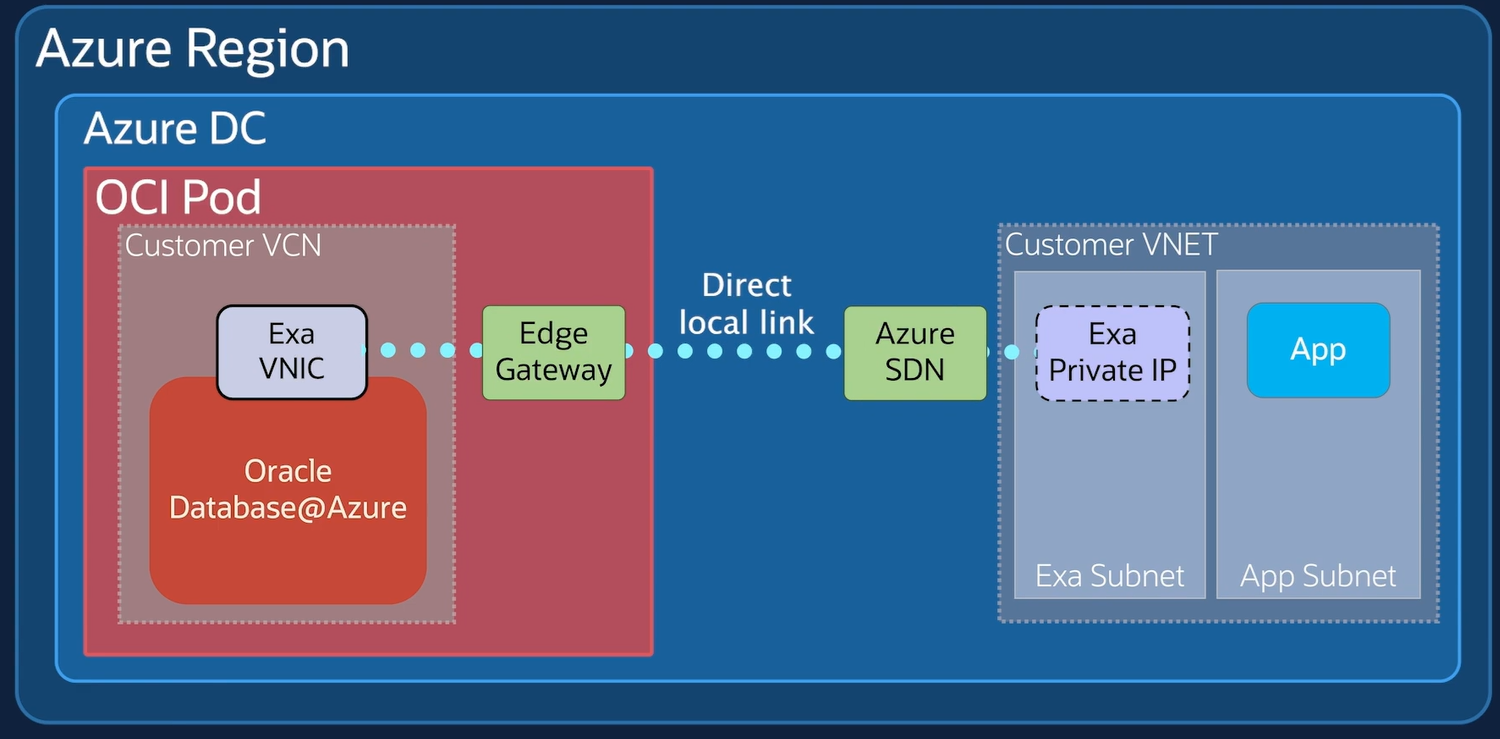 Azure Region
Azure DC
OCI Pod
Customer VCN
Exa
VNIC
Oracle
Database@Azure
Edge
Gateway
Direct
local link
Azure
SDN
Customer VNET
Exa
Private IP
Exa Subnet
App
App Subnet